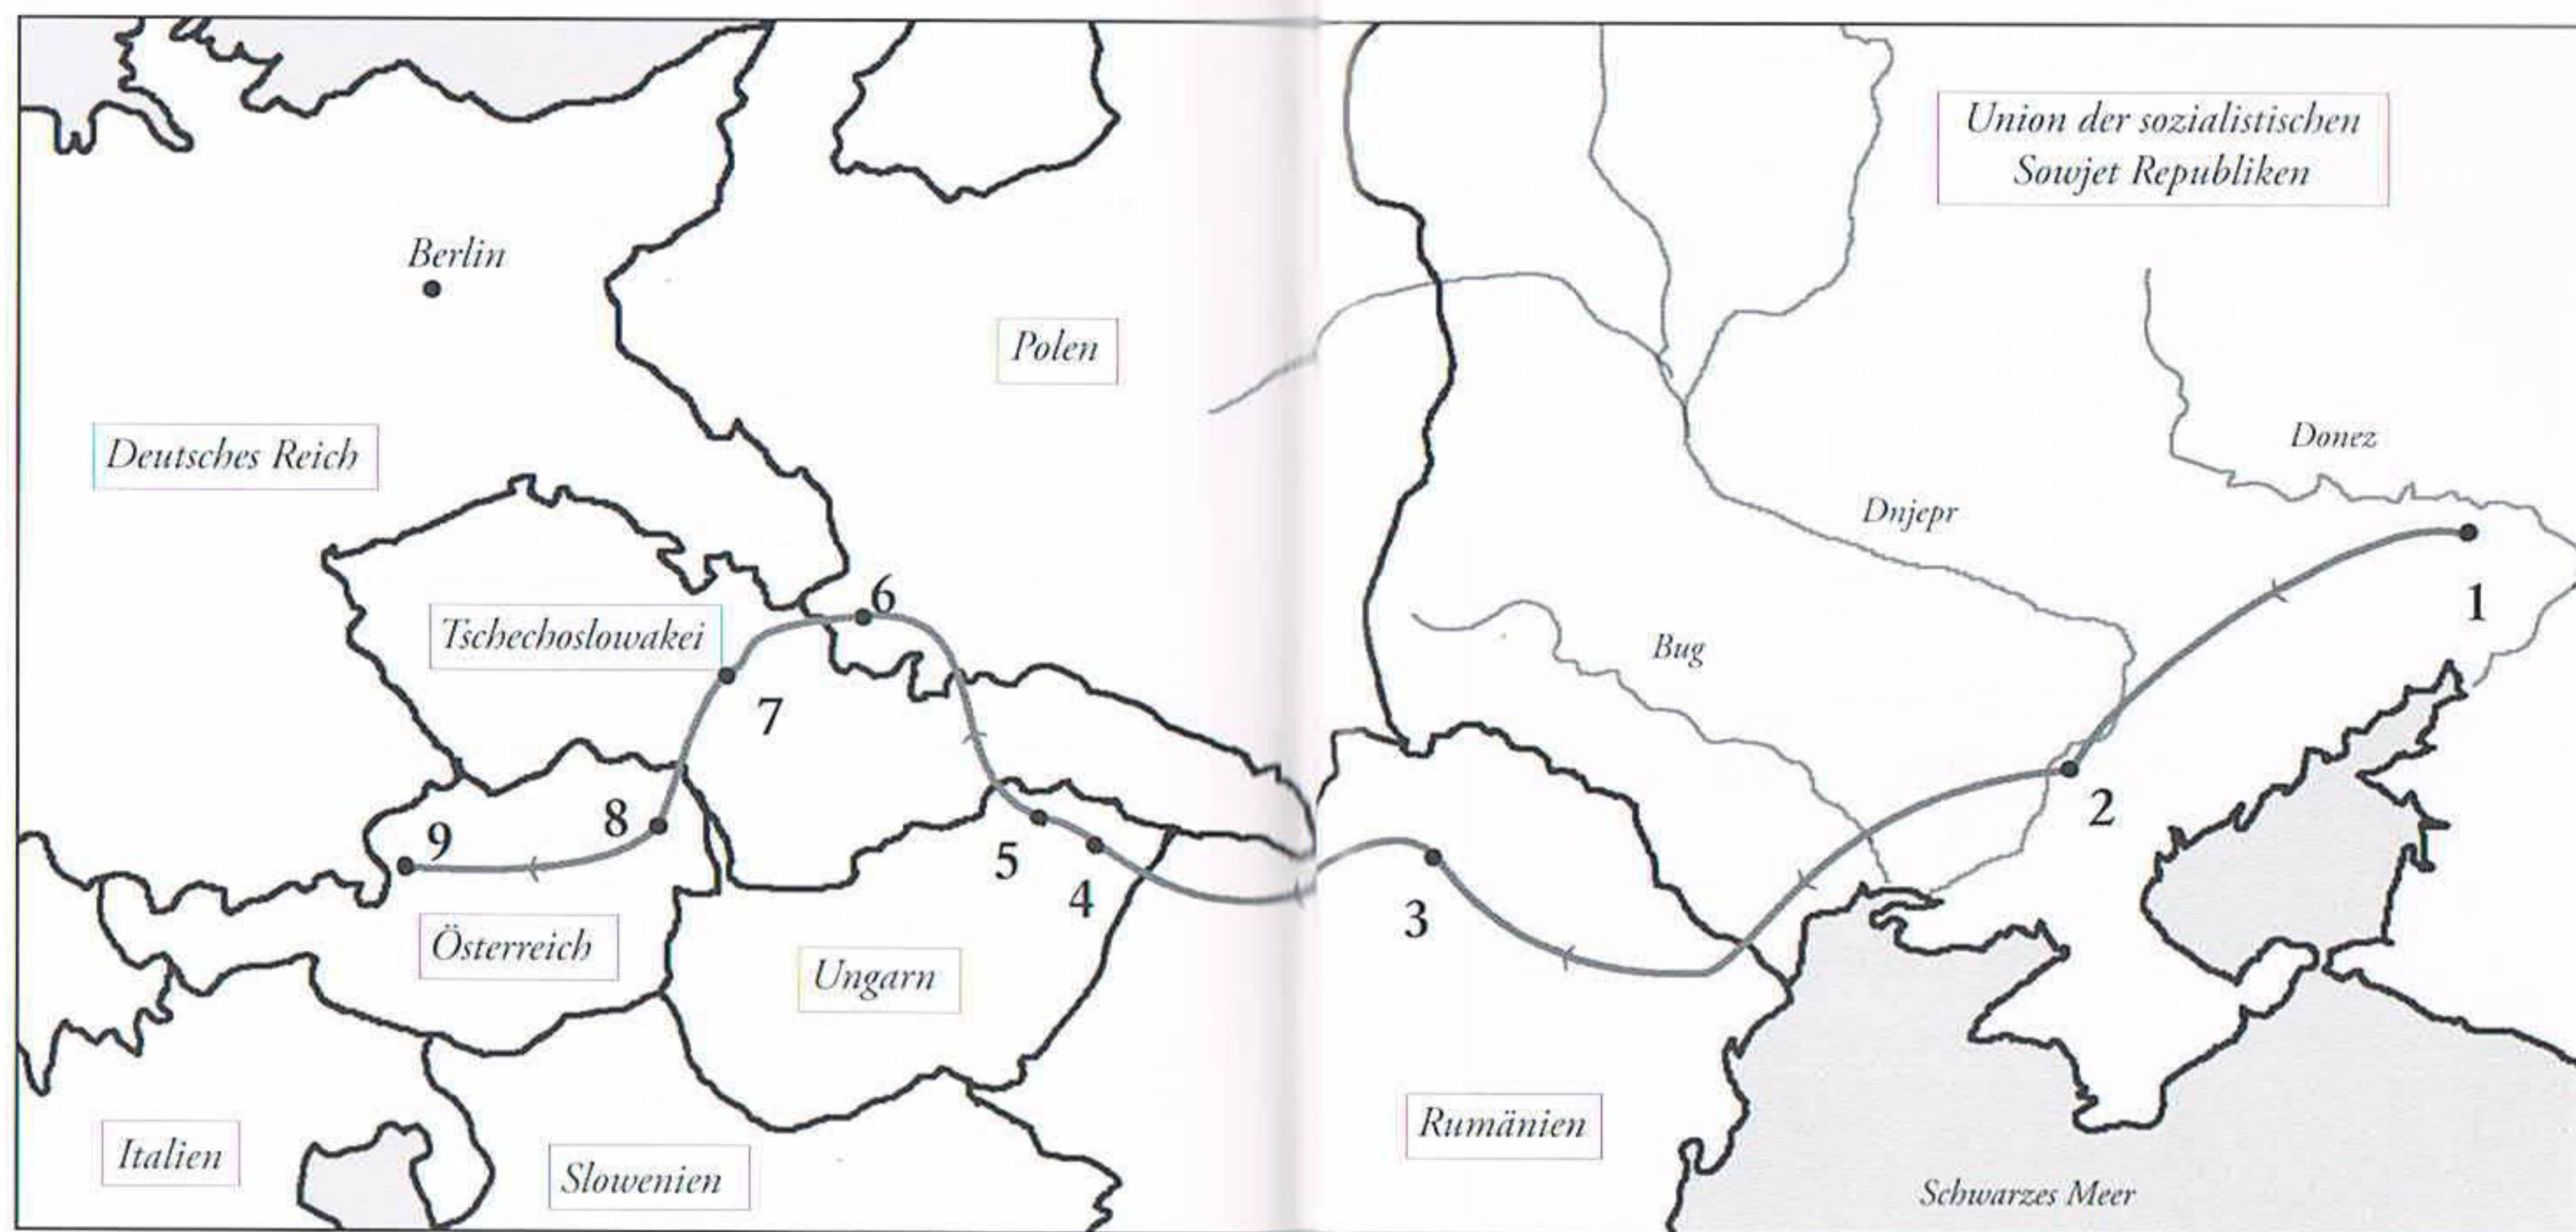 Union der sozialistischen
Sowjet Republiken
Berlin
Polen
Donez
Deutsches Reich
Dnjepr
6
1
Tschechoslowakei
Bug
7
2
8
9
5
4
3
Österreich
Ungarn
Rumänien
Italien
Slowenien
Schwarzes Meer